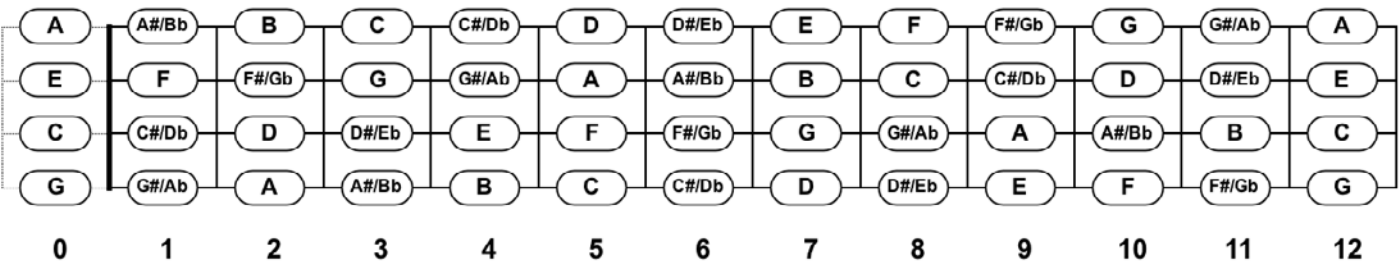 A A#/Bb B C C#/Db D D#/Eb E F F#/Gb G G#/Ab A
E F F#/Gb G G#/Ab A A#/Bb B C C#/Db D D#/Eb E
C C#/Db D D#/Eb E F F#/Gb G G#/Ab A A#/Bb B C
G G#/Ab A A#/Bb B C C#/Db D D#/Eb E F F#/Gb G
0 1 2 3 4 5 6 7 8 9 10 11 12